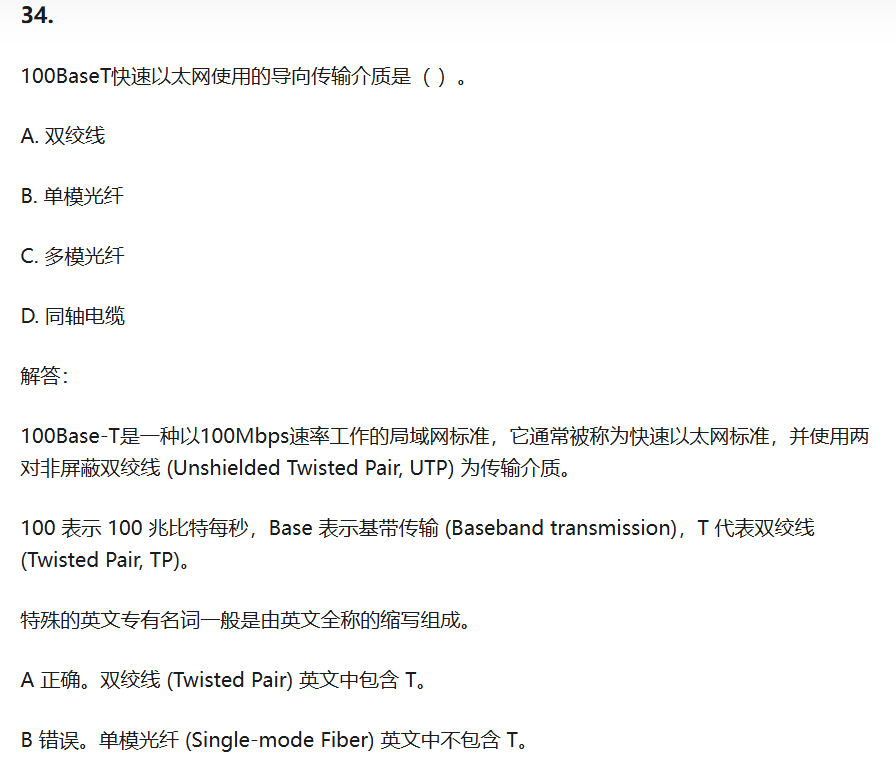 34.
100BaseT快速以太网使用的导向传输介质是（ ）。
A. 双绞线
B. 单模光纤
C. 多模光纤
D. 同轴电缆
解答：
100Base-T是一种以100Mbps速率工作的局域网标准，它通常被称为快速以太网标准，并使用两
对非屏蔽双绞线 (Unshielded Twisted Pair, UTP) 为传输介质。
100 表示 100 兆比特每秒，Base 表示基带传输 (Baseband transmission)，T 代表双绞线
(Twisted Pair, TP)。
特殊的英文专有名词一般是由英文全称的缩写组成。
A 正确。双绞线 (Twisted Pair) 英文中包含 T。
B 错误。单模光纤 (Single-mode Fiber) 英文中不包含 T。